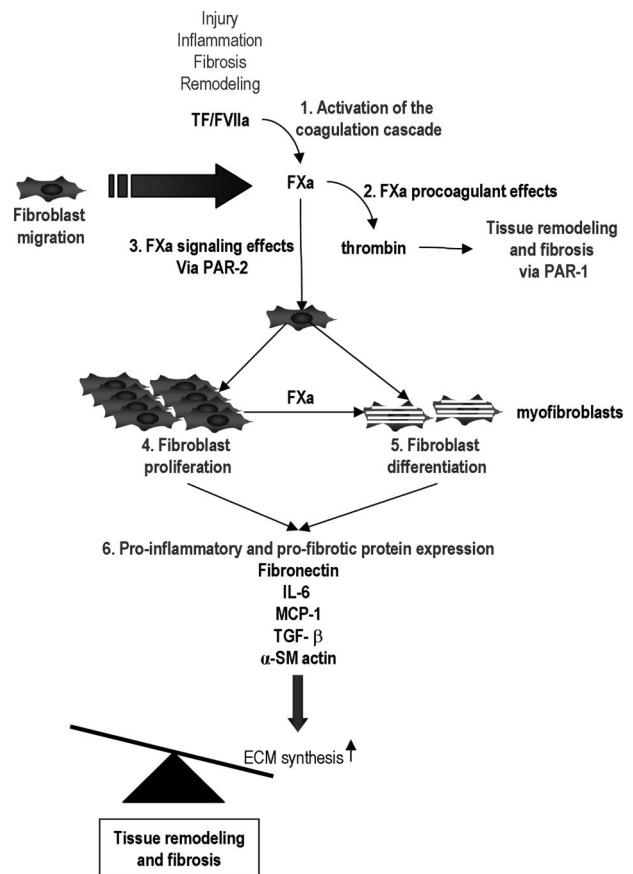 Injury
Inflammation
Fibrosis
Remodeling
TF/FVIIa
1. Activation of the
coagulation cascade
FXa
2. FXa procoagulant effects
Fibroblast
migration
3. FXa signaling effects
Via PAR-2
thrombin
Tissue remodeling
and fibrosis
via PAR-1
FXa
myofibroblasts
4. Fibroblast
proliferation
5. Fibroblast
differentiation
6. Pro-inflammatory and pro-fibrotic protein expression
Fibronectin
IL-6
MCP-1
TGF- β
α-SM actin
ECM synthesis
Tissue remodeling
and fibrosis